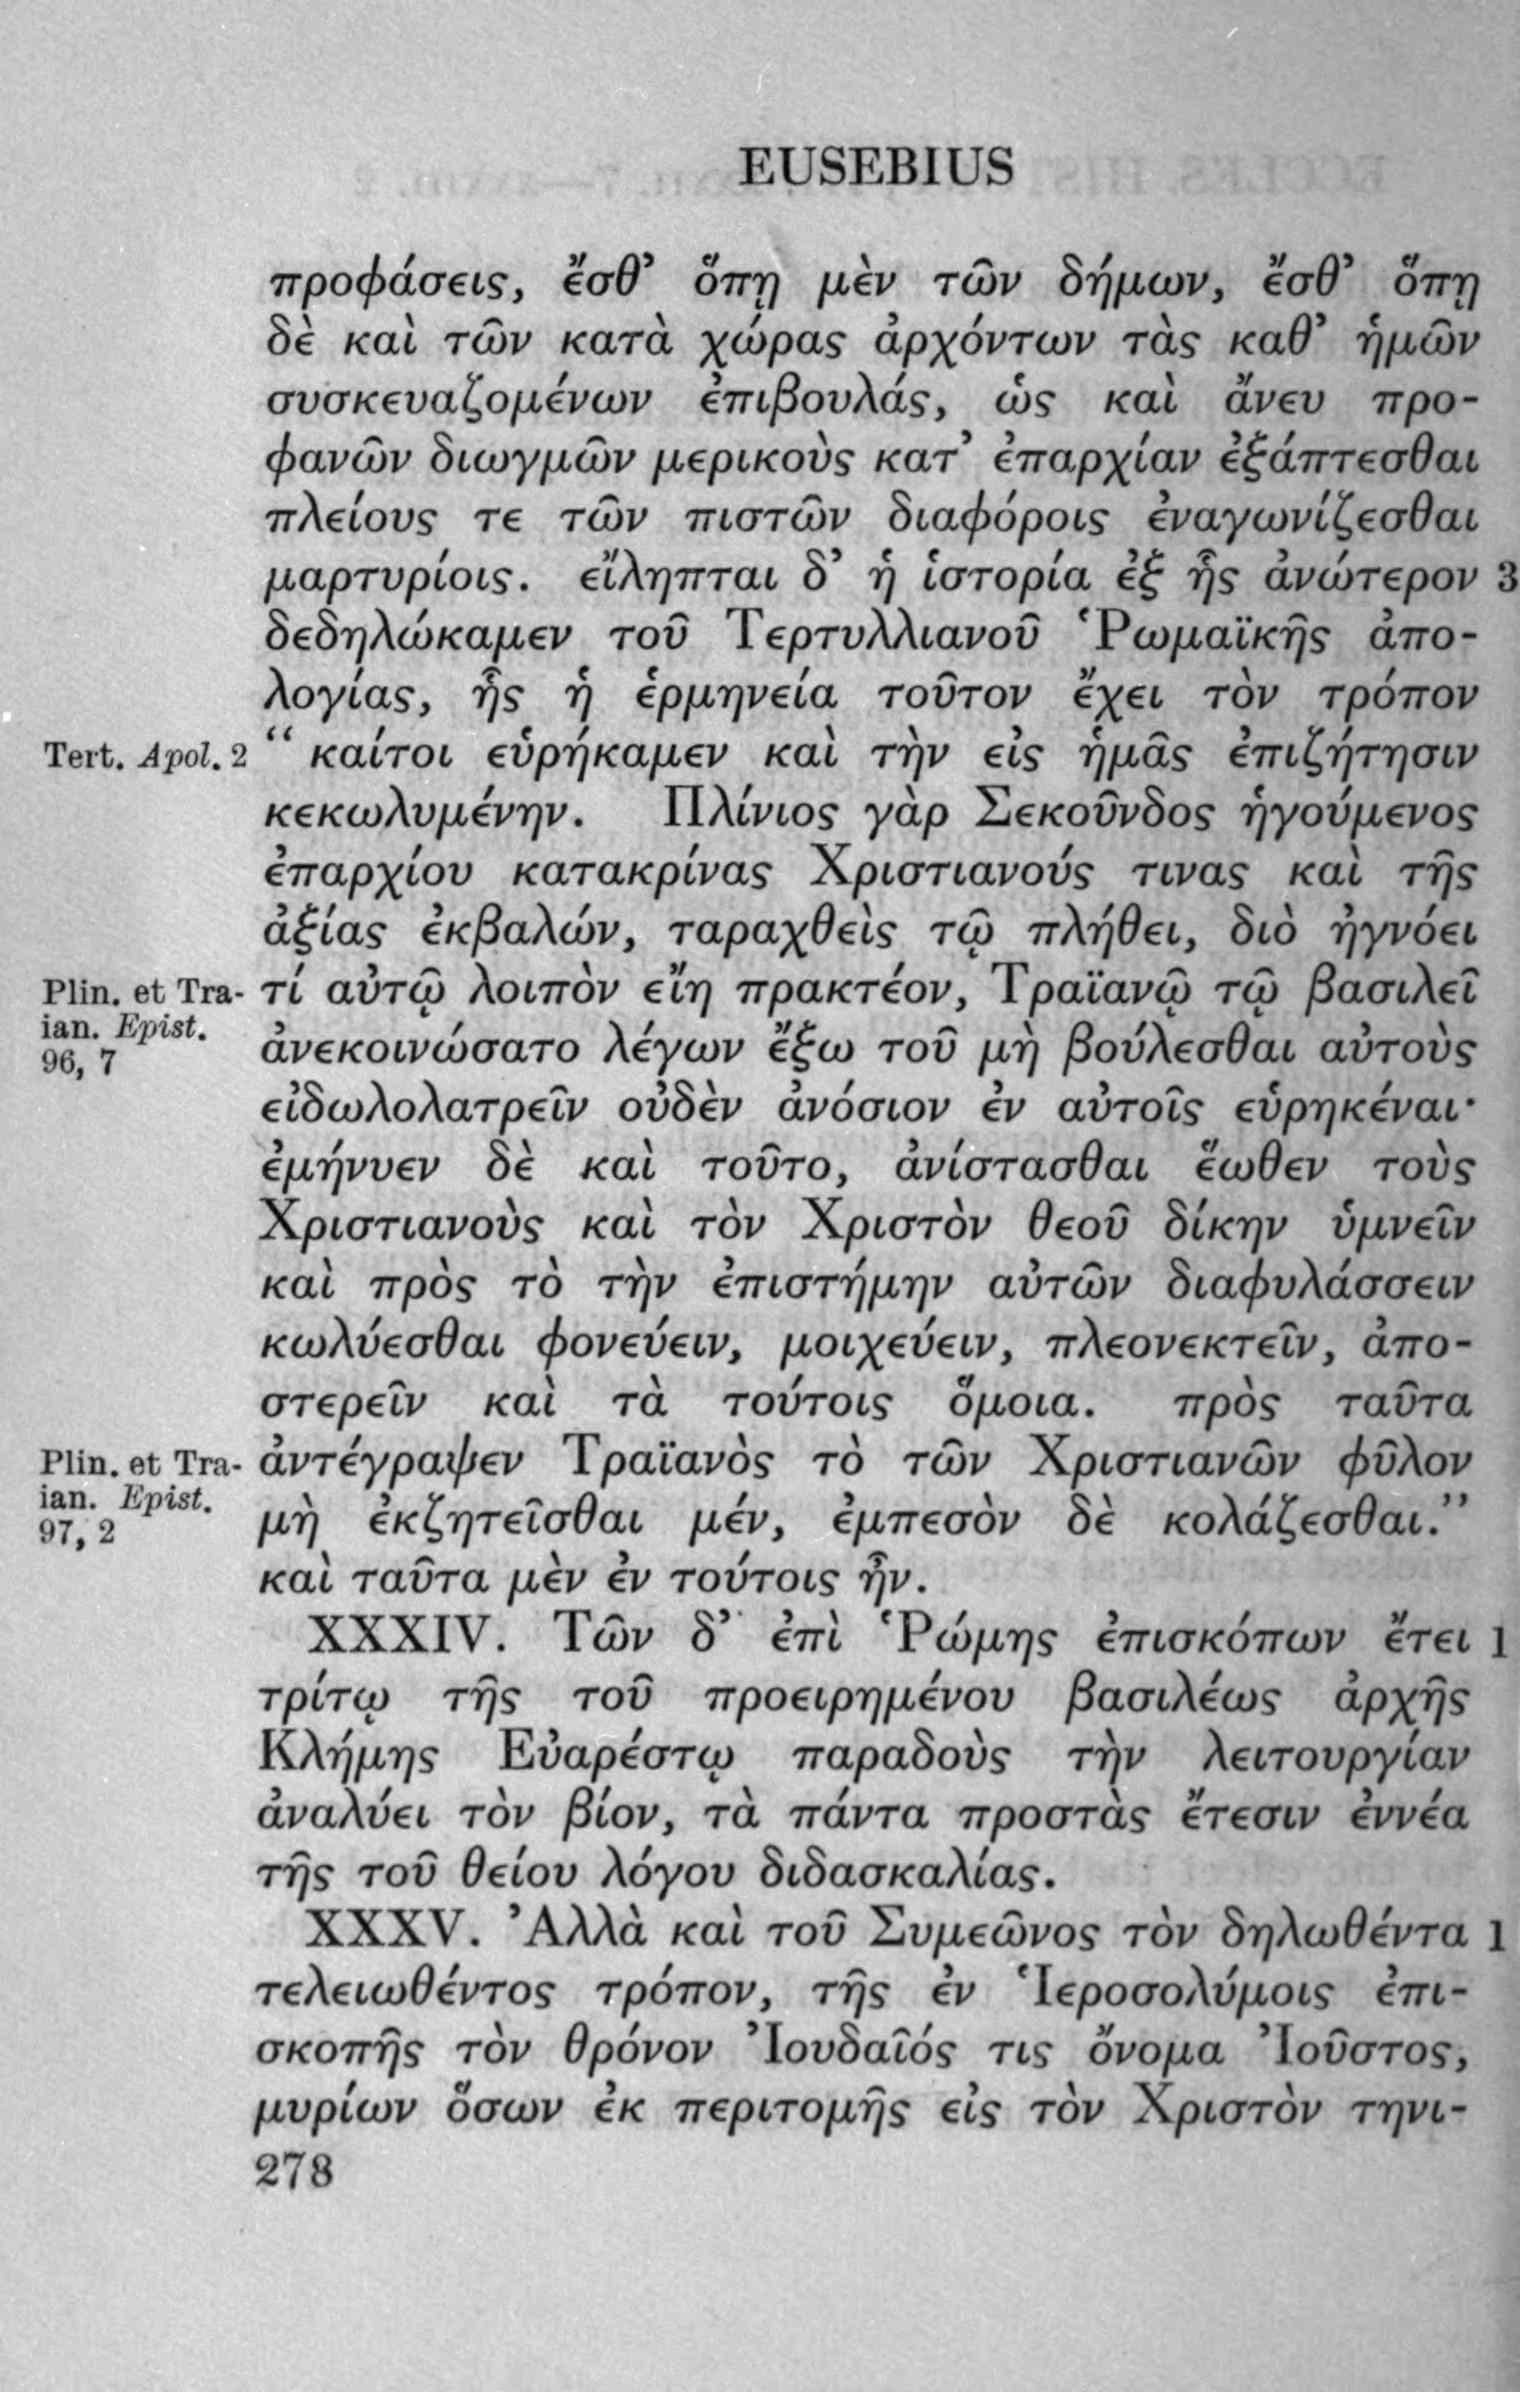 EUSEBIUS
προφάσεις, ἔσθ’ ὅπῃ μὲν τῶν δήμων, ἔσθ’ ὅπῃ
δὲ καὶ τῶν κατὰ χώρας ἀρχόντων τὰς καθ’ ἡμῶν
συσκευαζομένων ἐπιβουλάς, ὡς καὶ ἄνευ προ-
φανῶν διωγμῶν μερικοὺς κατ’ ἐπαρχίαν ἐξάπτεσθαι
πλείους τε τῶν πιστῶν διαφόροις ἐναγωνίζεσθαι
μαρτυρίοις. εἴληπται δ’ ἡ ἱστορία ἐξ ἧς ἀνώτερον 3
δεδηλώκαμεν τοῦ Τερτυλλιανοῦ Ῥωμαϊκῆς ἀπο-
λογίας, ἧς ἡ ἑρμηνεία τοῦτον ἔχει τὸν τρόπον
Tert. Apol. 2 “ καίτοι εὑρήκαμεν καὶ τὴν εἰς ἡμᾶς ἐπιζήτησιν
κεκωλυμένην. Πλίνιος γὰρ Σεκοῦνδος ἡγούμενος
ἐπαρχίου κατακρίνας Χριστιανούς τινας καὶ τῆς
ἀξίας ἐκβαλών, ταραχθεὶς τῷ πλήθει, διὸ ἠγνόει
Plin. et Tra- τί αὐτῷ λοιπὸν εἴη πρακτέον, Τραϊανῷ τῷ βασιλεῖ
ian. Epist.
96, 7 ἀνεκοινώσατο λέγων ἔξω τοῦ μὴ βούλεσθαι αὐτοὺς
εἰδωλολατρεῖν οὐδὲν ἀνόσιον ἐν αὐτοῖς εὑρηκέναι·
ἐμήνυεν δὲ καὶ τοῦτο, ἀνίστασθαι ἕωθεν τοὺς
Χριστιανοὺς καὶ τὸν Χριστὸν θεοῦ δίκην ὑμνεῖν
καὶ πρὸς τὸ τὴν ἐπιστήμην αὐτῶν διαφυλάσσειν
κωλύεσθαι φονεύειν, μοιχεύειν, πλεονεκτεῖν, ἀπο-
στερεῖν καὶ τὰ τούτοις ὅμοια. πρὸς ταῦτα
Plin. et Tra- ἀντέγραψεν Τραϊανὸς τὸ τῶν Χριστιανῶν φῦλον
ian. Epist.
97, 2 μὴ ἐκζητεῖσθαι μέν, ἐμπεσὸν δὲ κολάζεσθαι.”
καὶ ταῦτα μὲν ἐν τούτοις ἦν.
XXXIV. Τῶν δ’ ἐπὶ Ῥώμης ἐπισκόπων ἔτει 1
τρίτῳ τῆς τοῦ προειρημένου βασιλέως ἀρχῆς
Κλήμης Εὐαρέστῳ παραδοὺς τὴν λειτουργίαν
ἀναλύει τὸν βίον, τὰ πάντα προστὰς ἔτεσιν ἐννέα
τῆς τοῦ θείου λόγου διδασκαλίας.
XXXV. Ἀλλὰ καὶ τοῦ Συμεῶνος τὸν δηλωθέντα 1
τελειωθέντος τρόπον, τῆς ἐν Ἱεροσολύμοις ἐπι-
σκοπῆς τὸν θρόνον Ἰουδαῖός τις ὄνομα Ἰοῦστος,
μυρίων ὅσων ἐκ περιτομῆς εἰς τὸν Χριστὸν τηνι-
278